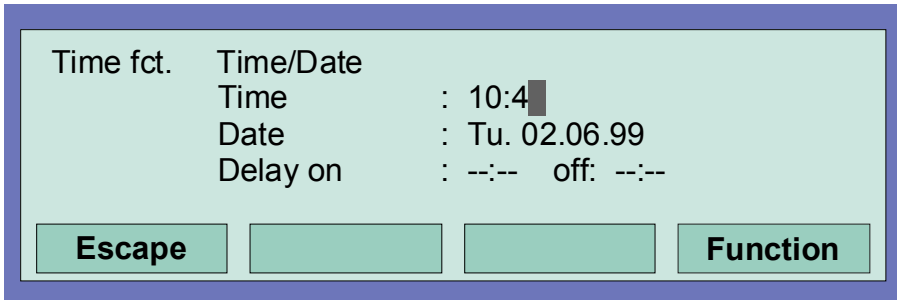 Time fct. Time/Date
Time : 10:4
Date : Tu. 02.06.99
Delay on : --:-- off: --:--
Escape Function